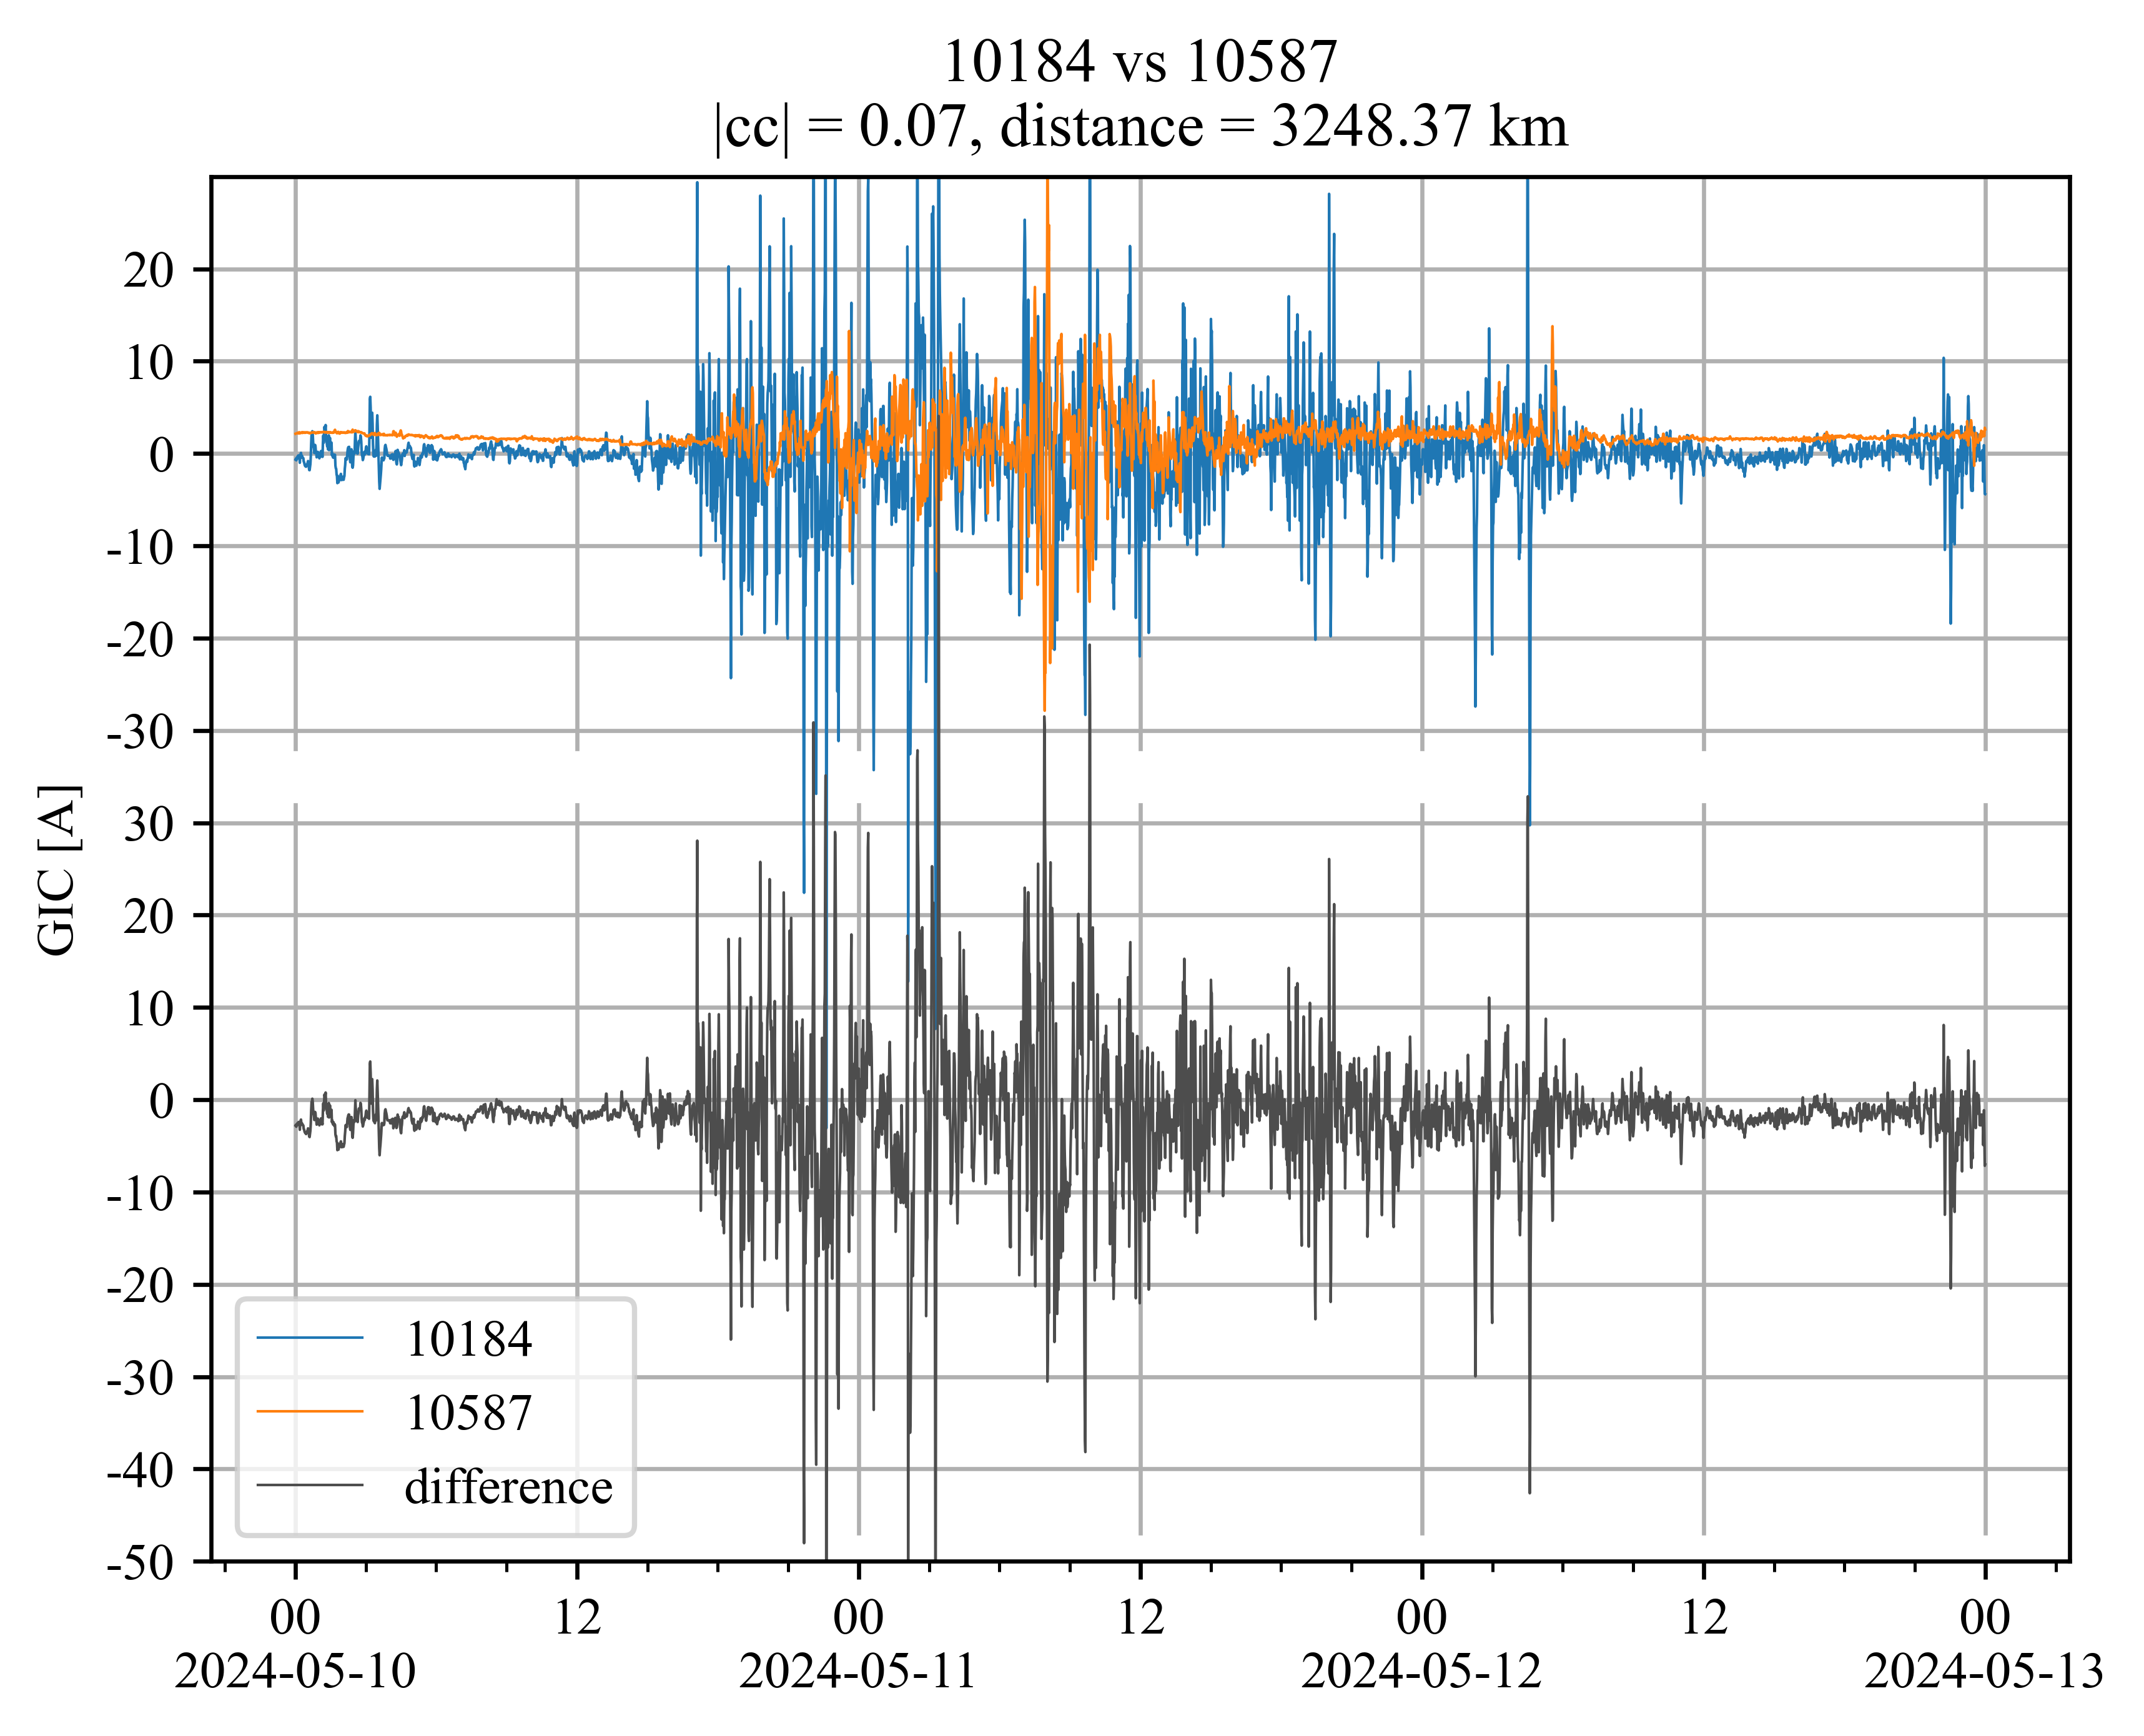 10184 vs 10587
|cc| = 0.07, distance = 3248.37 km
20
10
0
-10
-20
-30
30
20
10
0
-10
-20
-30
-40
-50
GIC [A]
10184
10587
difference
00 12 00 12 00 12 00
2024-05-10 2024-05-11 2024-05-12 2024-05-13